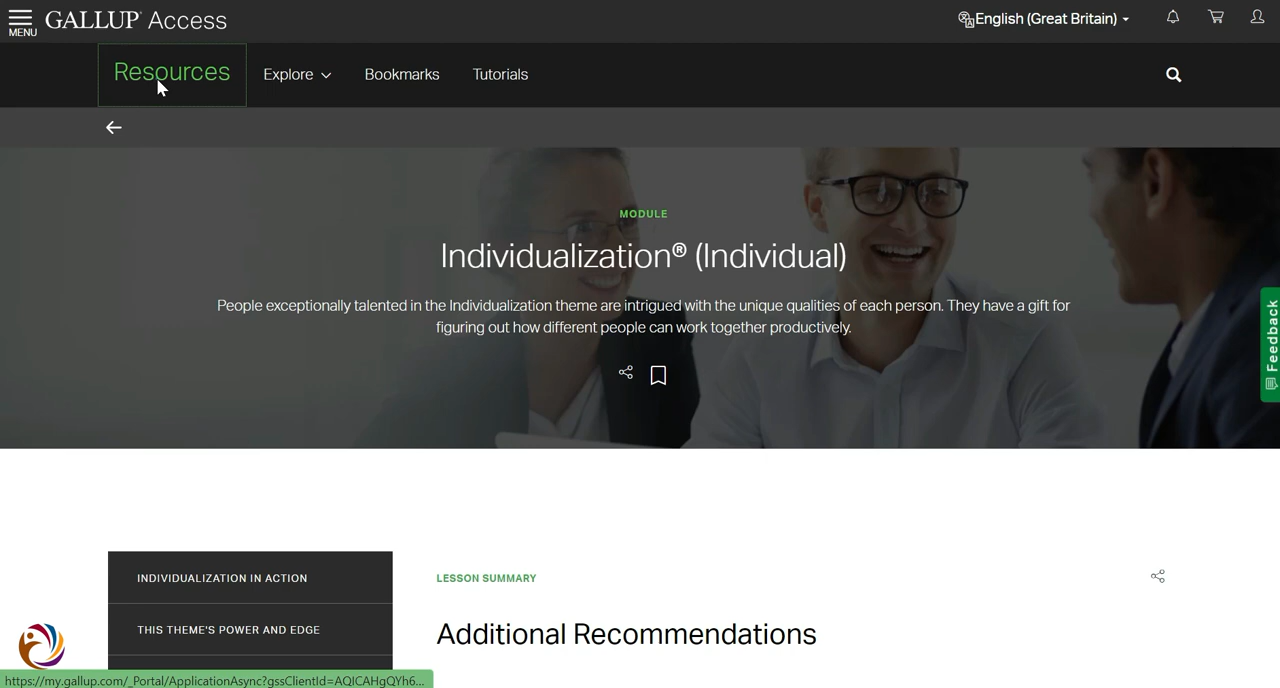 MENU
GALLUP® Access
English (Great Britain)
Resources
Explore
Bookmarks
Tutorials
MODULE
Individualization® (Individual)
People exceptionally talented in the Individualization theme are intrigued with the unique qualities of each person. They have a gift for
figuring out how different people can work together productively.
Feedback
INDIVIDUALIZATION IN ACTION
THIS THEME'S POWER AND EDGE
LESSON SUMMARY
Additional Recommendations
https://my.gallup.com/_Portal/ApplicationAsync?gssClientId=AQICAHgQYh6...